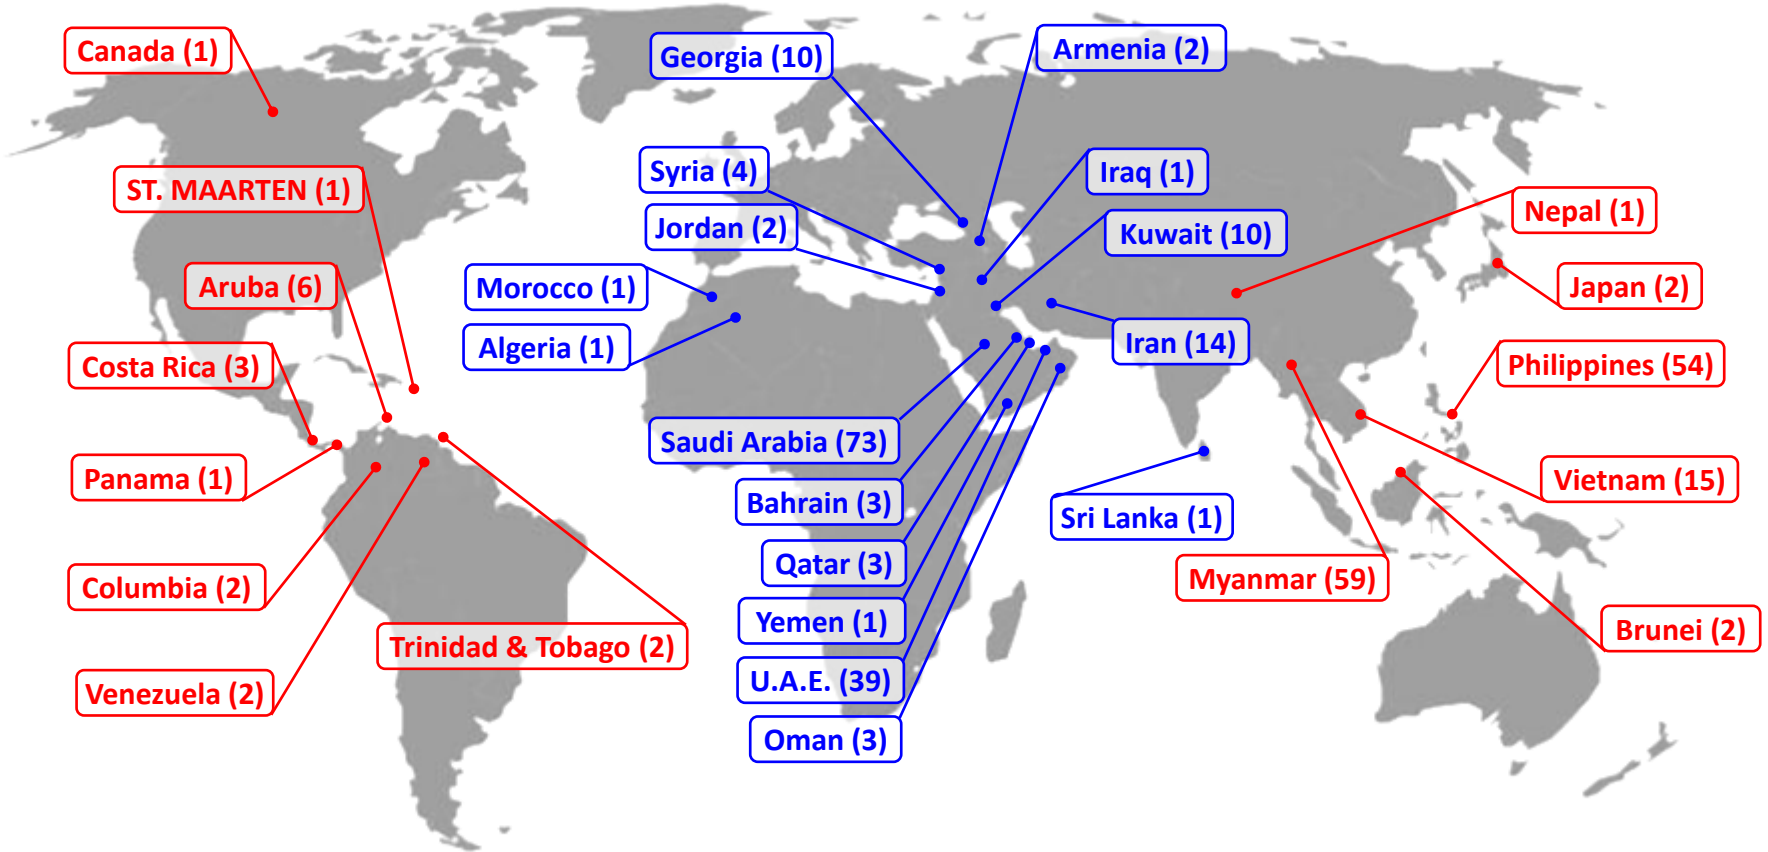 Canada (1)
ST. MAARTEN (1)
Aruba (6)
Costa Rica (3)
Panama (1)
Columbia (2)
Venezuela (2)
Trinidad & Tobago (2)
Georgia (10)
Armenia (2)
Syria (4)
Iraq (1)
Jordan (2)
Kuwait (10)
Morocco (1)
Algeria (1)
Iran (14)
Saudi Arabia (73)
Bahrain (3)
Qatar (3)
Yemen (1)
U.A.E. (39)
Oman (3)
Sri Lanka (1)
Nepal (1)
Japan (2)
Philippines (54)
Vietnam (15)
Myanmar (59)
Brunei (2)